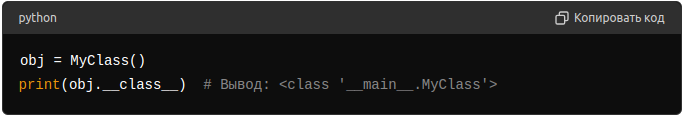 python
Копировать код
obj = MyClass()
print(obj.__class__)  # Вывод: <class '__main__.MyClass'>